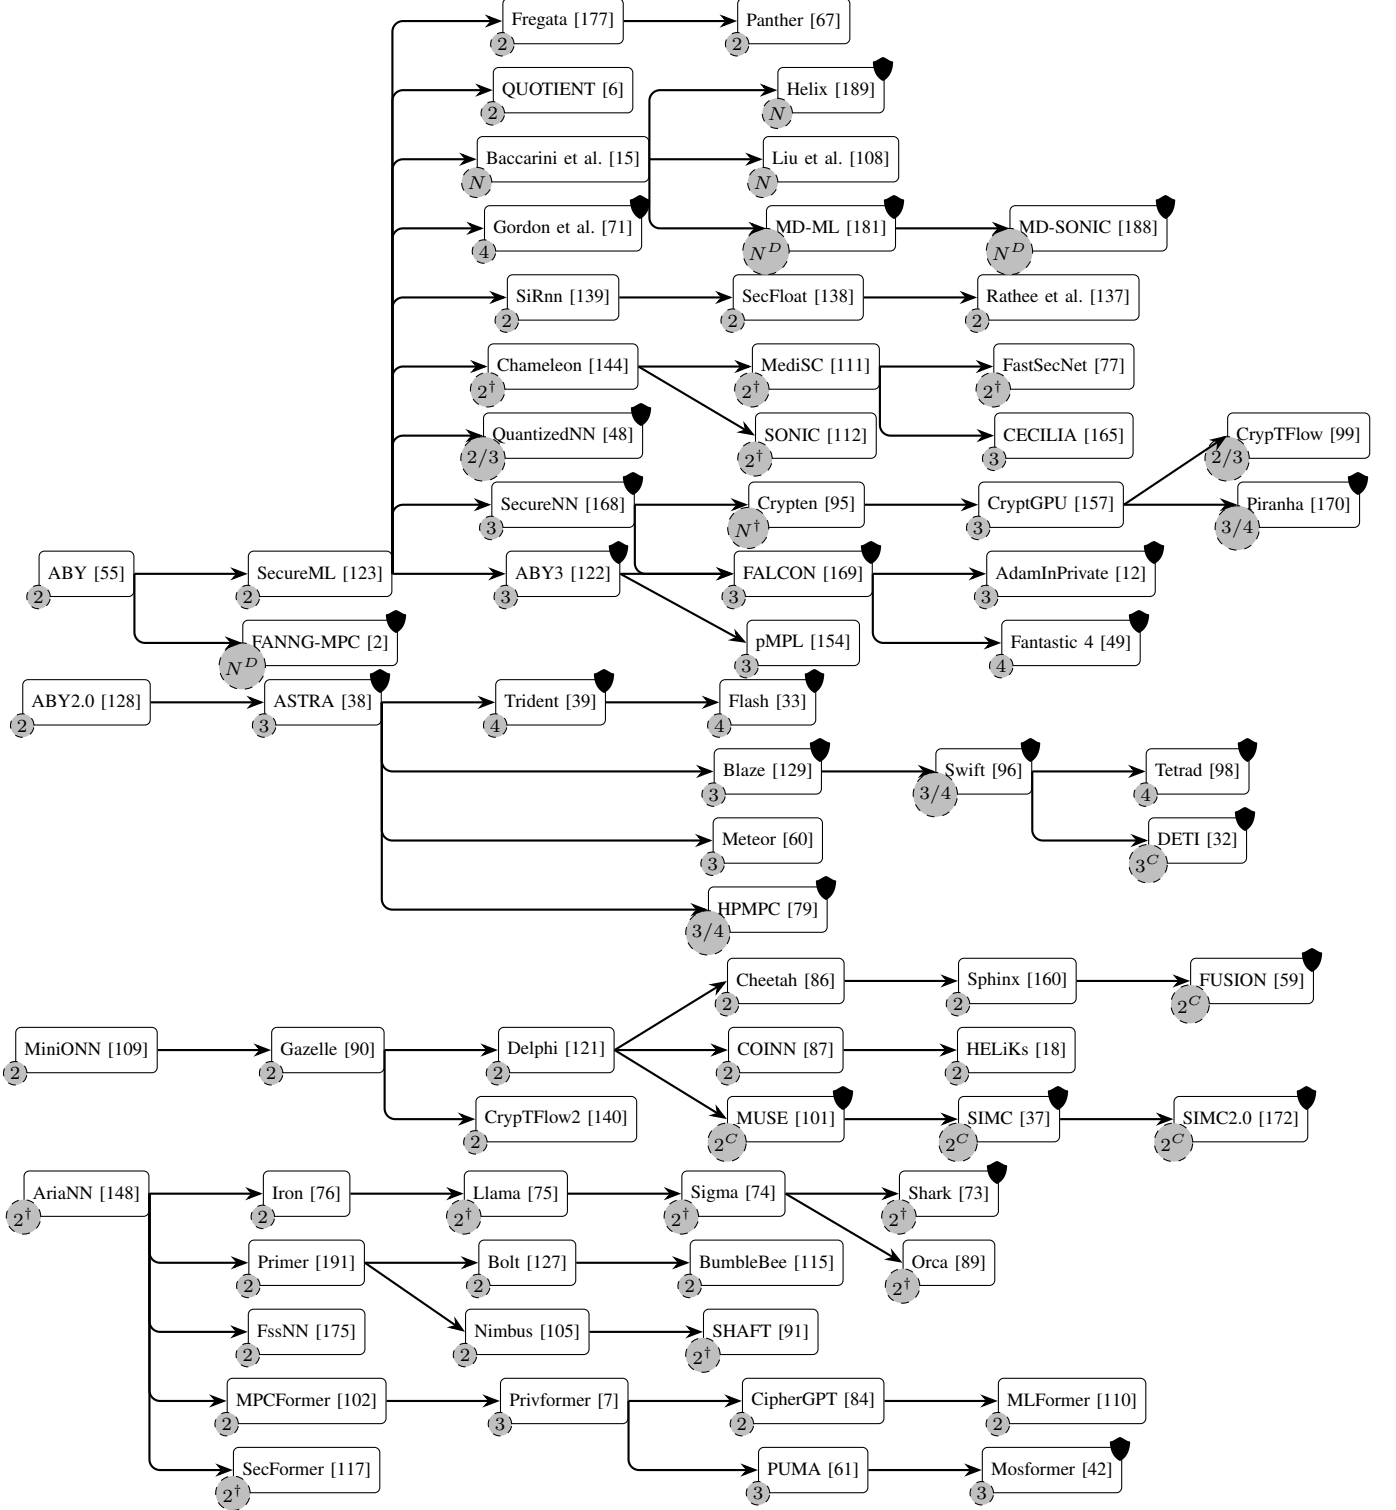 Fregata [177]
2
Panther [67]
2
QUOTIENT [6]
2
Helix [189]
N
Baccarini et al. [15]
N
Liu et al. [108]
N
Gordon et al. [71]
4
MD-ML [181]
N^D
MD-SONIC [188]
N^D
SiRnn [139]
2
SecFloat [138]
2
Rathee et al. [137]
2
Chameleon [144]
2†
MediSC [111]
2†
FastSecNet [77]
2†
QuantizedNN [48]
2/3
SONIC [112]
2†
CECILIA [165]
3
CrypTFlow [99]
2/3
SecureNN [168]
3
Crypten [95]
N†
CryptGPU [157]
3
Piranha [170]
3/4
ABY [55]
2
SecureML [123]
2
ABY3 [122]
3
FALCON [169]
3
AdamInPrivate [12]
3
FANNG-MPC [2]
N^D
pMPL [154]
3
Fantastic 4 [49]
4
ABY2.0 [128]
2
ASTRA [38]
3
Trident [39]
4
Flash [33]
4
Blaze [129]
3
Swift [96]
3/4
Tetrad [98]
4
Meteor [60]
3
DETI [32]
3^C
HPMPC [79]
3/4
Cheetah [86]
2
Sphinx [160]
2
FUSION [59]
2^C
MiniONN [109]
2
Gazelle [90]
2
Delphi [121]
2
COINN [87]
2
HELiKs [18]
2
CrypTFlow2 [140]
2
MUSE [101]
2^C
SIMC [37]
2^C
SIMC2.0 [172]
2^C
AriaNN [148]
2†
Iron [76]
2
Llama [75]
2†
Sigma [74]
2†
Shark [73]
2†
Primer [191]
2
Bolt [127]
2
BumbleBee [115]
2
Orca [89]
2†
FssNN [175]
2
Nimbus [105]
2
SHAFT [91]
2†
MPCFormer [102]
2
Privformer [7]
3
CipherGPT [84]
2
MLFormer [110]
2
SecFormer [117]
2†
PUMA [61]
3
Mosformer [42]
3